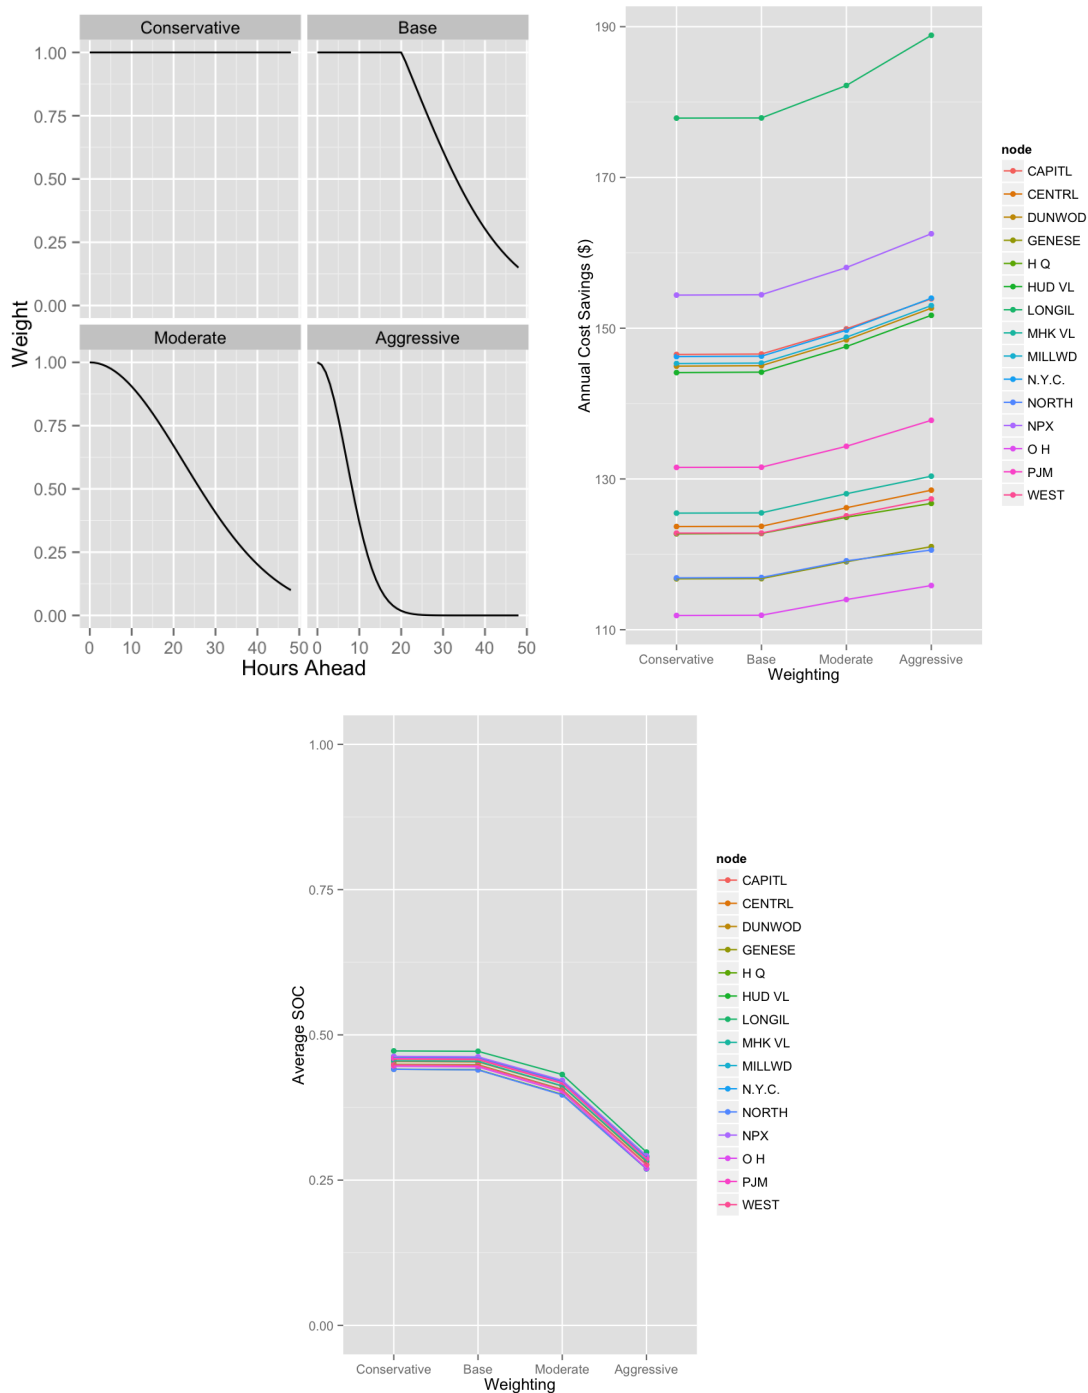 Conservative
Base
1.00
0.75
0.50
0.25
0.00
Weight
Moderate
Aggressive
1.00
0.75
0.50
0.25
0.00
0 10 20 30 40 50 0 10 20 30 40 50
Hours Ahead
190
170
150
130
110
Annual Cost Savings ($)
Conservative Base Moderate Aggressive
Weighting
node
CAPITL
CENTRL
DUNWOD
GENESE
H Q
HUD VL
LONGIL
MHK VL
MILLWD
N.Y.C.
NORTH
NPX
O H
PJM
WEST
1.00
0.75
0.50
0.25
0.00
Average SOC
Conservative Base Moderate Aggressive
Weighting
node
CAPITL
CENTRL
DUNWOD
GENESE
H Q
HUD VL
LONGIL
MHK VL
MILLWD
N.Y.C.
NORTH
NPX
O H
PJM
WEST